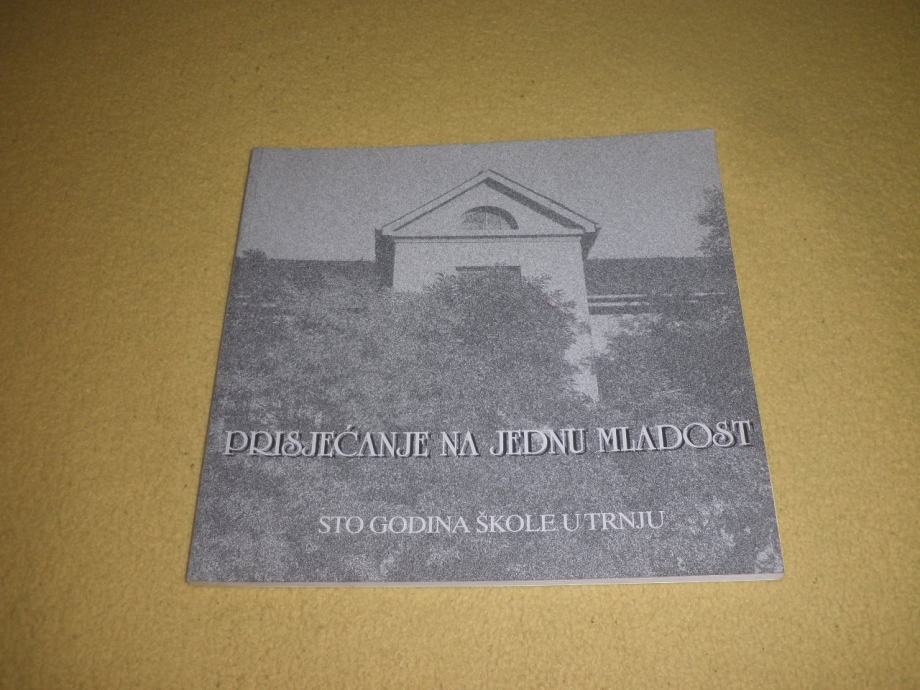 PRISJEĆANJE NA JEDNU MLADOST
STO GODINA ŠKOLE U TRNJU